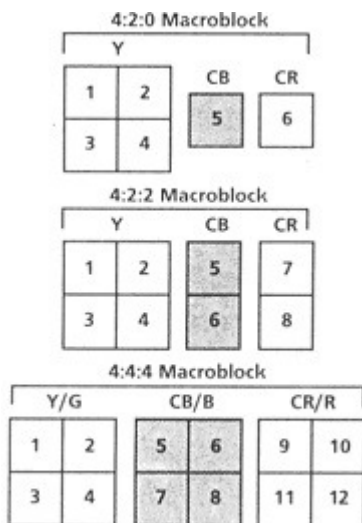 4:2:0 Macroblock
Y
CB CR
1 2
5 6
3 4
4:2:2 Macroblock
Y CB CR
1 2 5 7
3 4 6 8
4:4:4 Macroblock
Y/G CB/B CR/R
1 2 5 6 9 10
3 4 7 8 11 12